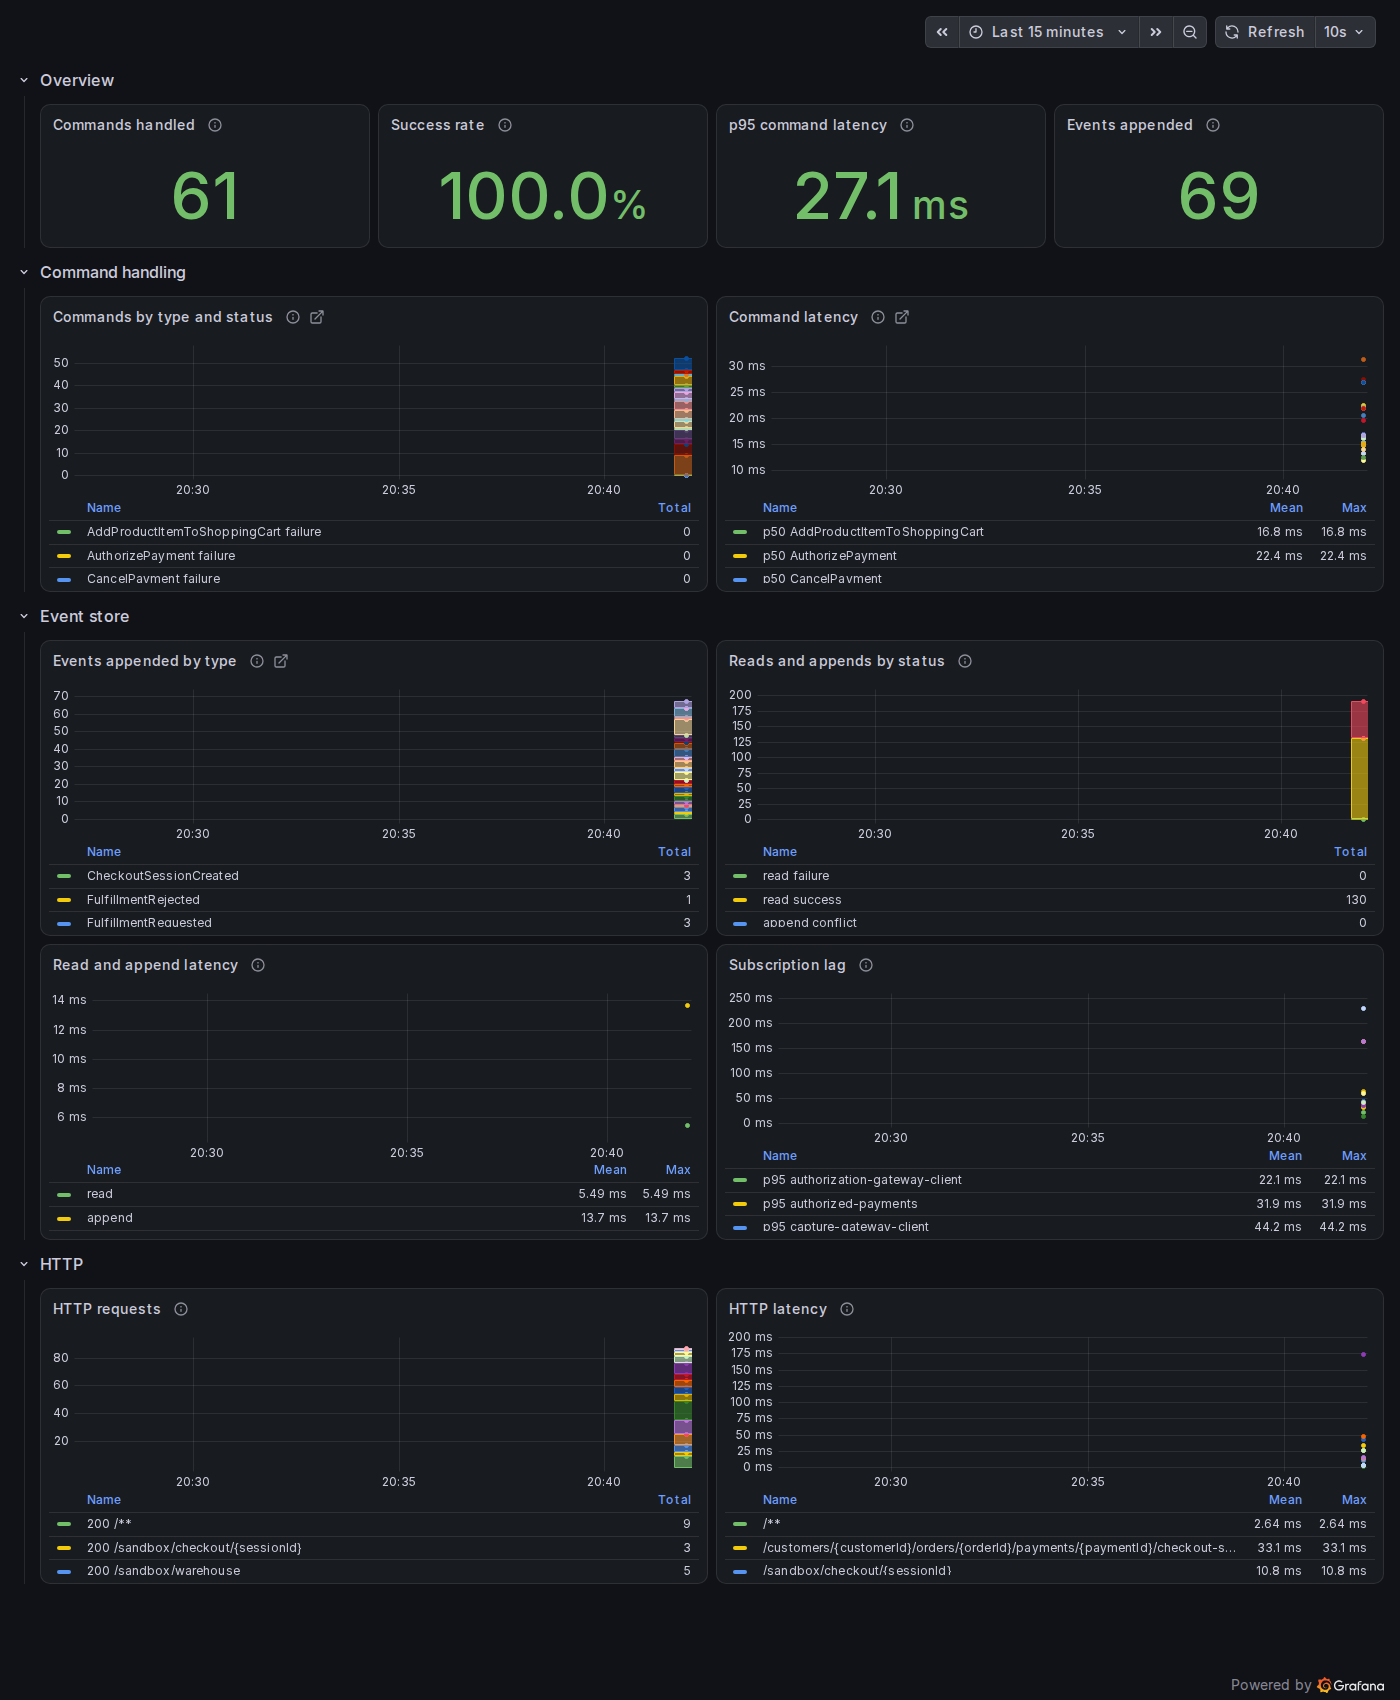 Last 15 minutes
Refresh
10s
Overview
Commands handled
61
Success rate
100.0%
p95 command latency
27.1 ms
Events appended
69
Command handling
Commands by type and status
50
40
30
20
10
0
20:30 20:35 20:40
Name Total
AddProductItemToShoppingCart failure 0
AuthorizePayment failure 0
CancelPayment failure 0
Command latency
30 ms
25 ms
20 ms
15 ms
10 ms
20:30 20:35 20:40
Name Mean Max
p50 AddProductItemToShoppingCart 16.8 ms 16.8 ms
p50 AuthorizePayment 22.4 ms 22.4 ms
p50 CancelPayment
Event store
Events appended by type
70
60
50
40
30
20
10
0
20:30 20:35 20:40
Name Total
CheckoutSessionCreated 3
FulfillmentRejected 1
FulfillmentRequested 3
Reads and appends by status
200
175
150
125
100
75
50
25
0
20:30 20:35 20:40
Name Total
read failure 0
read success 130
append conflict 0
Read and append latency
14 ms
12 ms
10 ms
8 ms
6 ms
20:30 20:35 20:40
Name Mean Max
read 5.49 ms 5.49 ms
append 13.7 ms 13.7 ms
Subscription lag
250 ms
200 ms
150 ms
100 ms
50 ms
0 ms
20:30 20:35 20:40
Name Mean Max
p95 authorization-gateway-client 22.1 ms 22.1 ms
p95 authorized-payments 31.9 ms 31.9 ms
p95 capture-gateway-client 44.2 ms 44.2 ms
HTTP
HTTP requests
80
60
40
20
20:30 20:35 20:40
Name Total
200 /** 9
200 /sandbox/checkout/{sessionId} 3
200 /sandbox/warehouse 5
HTTP latency
200 ms
175 ms
150 ms
125 ms
100 ms
75 ms
50 ms
25 ms
0 ms
20:30 20:35 20:40
Name Mean Max
/** 2.64 ms 2.64 ms
/customers/{customerId}/orders/{orderId}/payments/{paymentId}/checkout-s... 33.1 ms 33.1 ms
/sandbox/checkout/{sessionId} 10.8 ms 10.8 ms
Powered by Grafana